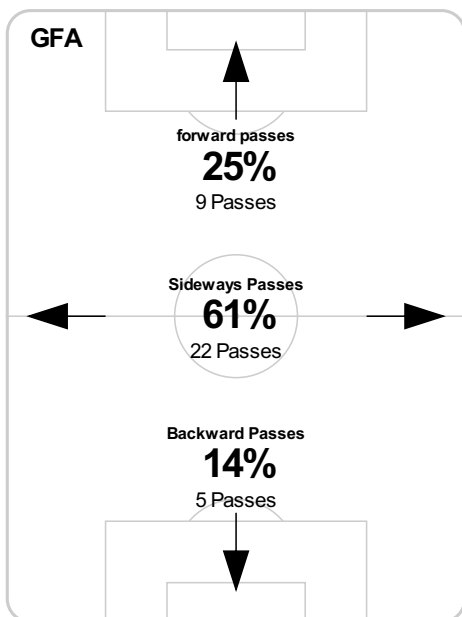 GFA
forward passes
25%
9 Passes
Sideways Passes
61%
22 Passes
Backward Passes
14%
5 Passes